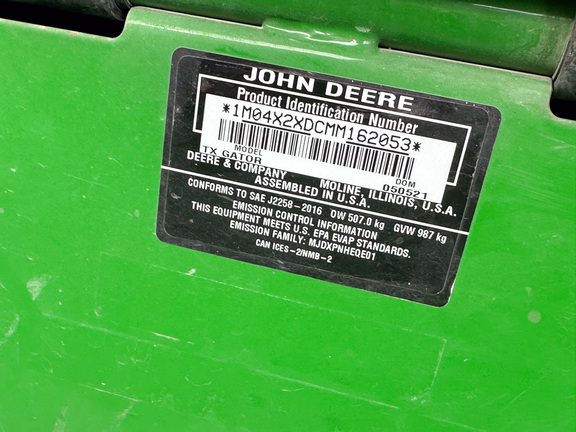 JOHN DEERE
Product Identification Number
*1M04X2XDCMM162053*
MODEL DOM
TX GATOR 050521
DEERE & COMPANY MOLINE, ILLINOIS, U.S.A.
ASSEMBLED IN U.S.A.
CONFORMS TO SAE J2258-2016 OW 507.0 kg GVW 987 kg
EMISSION CONTROL INFORMATION
THIS EQUIPMENT MEETS U.S. EPA EVAP STANDARDS.
EMISSION FAMILY: MJDXPNHEQE01
CAN ICES-2/NMB-2